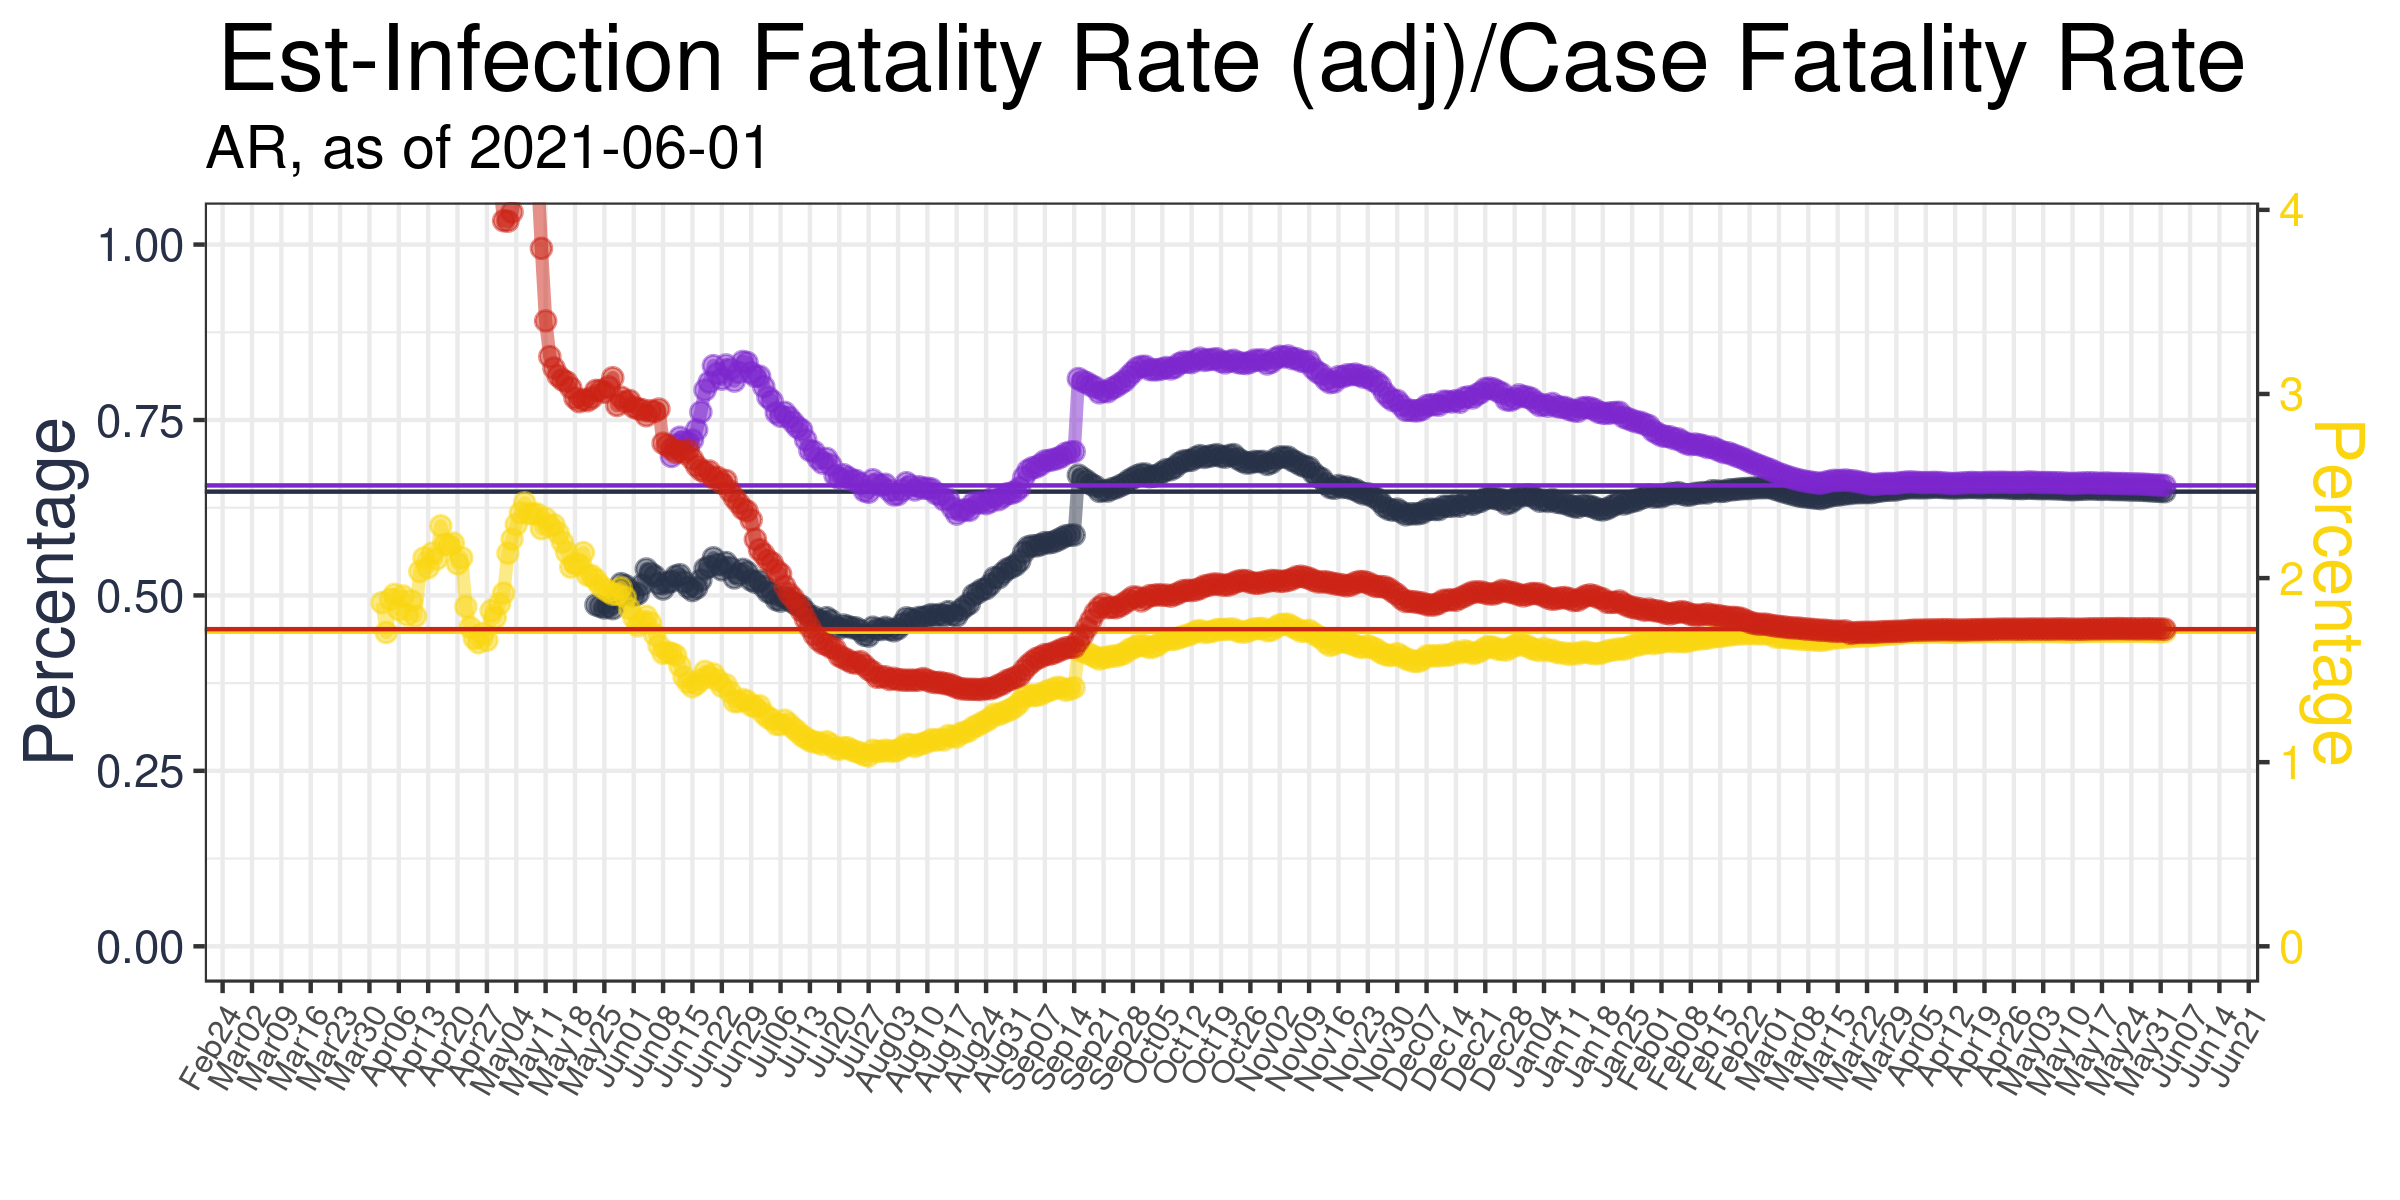 Est-Infection Fatality Rate (adj)/Case Fatality Rate
AR, as of 2021-06-01
Percentage
1.00
0.75
0.50
0.25
0.00
4
3
2
1
0
Percentage
Feb24
Mar02
Mar09
Mar16
Mar23
Mar30
Apr06
Apr13
Apr20
Apr27
May04
May11
May18
May25
Jun01
Jun08
Jun15
Jun22
Jun29
Jul06
Jul13
Jul20
Jul27
Aug03
Aug10
Aug17
Aug24
Aug31
Sep07
Sep14
Sep21
Sep28
Oct05
Oct12
Oct19
Oct26
Nov02
Nov09
Nov16
Nov23
Nov30
Dec07
Dec14
Dec21
Dec28
Jan04
Jan11
Jan18
Jan25
Feb01
Feb08
Feb15
Feb22
Mar01
Mar08
Mar15
Mar22
Mar29
Apr05
Apr12
Apr19
Apr26
May03
May10
May17
May24
May31
Jun07
Jun14
Jun21